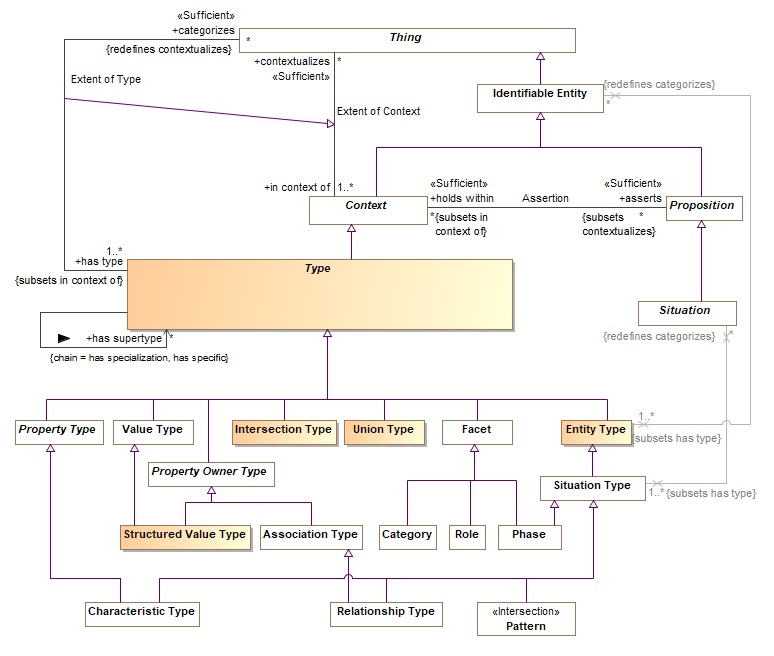 «Sufficient»
+categorizes
{redefines contextualizes}
*
Thing
+contextualizes
*
«Sufficient»
Extent of Type
Extent of Context
Identifiable Entity
{redefines categorizes}
*
+in context of
1..*
Context
«Sufficient»
+holds within
*
{subsets in
context of}
Assertion
«Sufficient»
+asserts
{subsets
*
contextualizes}
Proposition
1..*
+has type
{subsets in context of}
Type
Situation
+has supertype
*
{chain = has specialization, has specific}
{redefines categorizes}
*
Property Type
Value Type
Intersection Type
Union Type
Facet
Entity Type
1..*
{subsets has type}
Property Owner Type
Situation Type
1..*
{subsets has type}
Structured Value Type
Association Type
Category
Role
Phase
Characteristic Type
Relationship Type
«Intersection»
Pattern